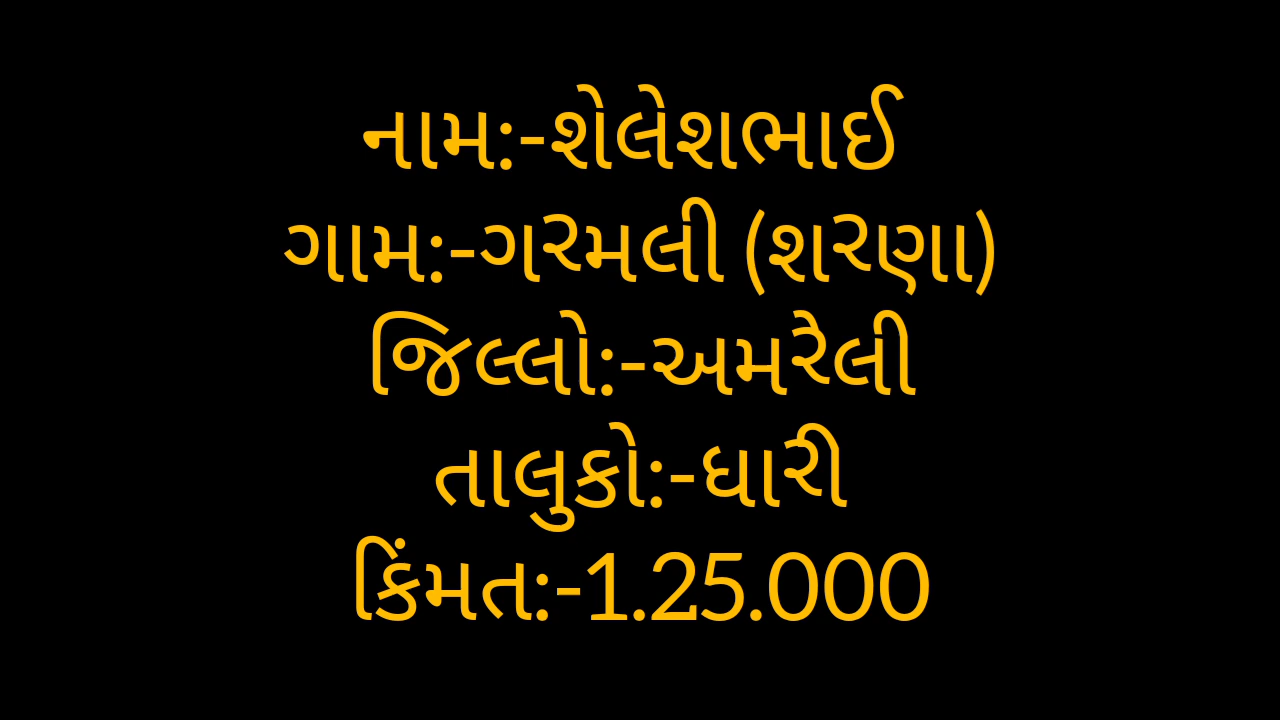 નામ:-શેલેશભાઈ
ગામ:-ગરમલી (શરણા)
જિલ્લો:-અમરેલી
તાલુકો:-ધારી
કિંમત:-1.25.000